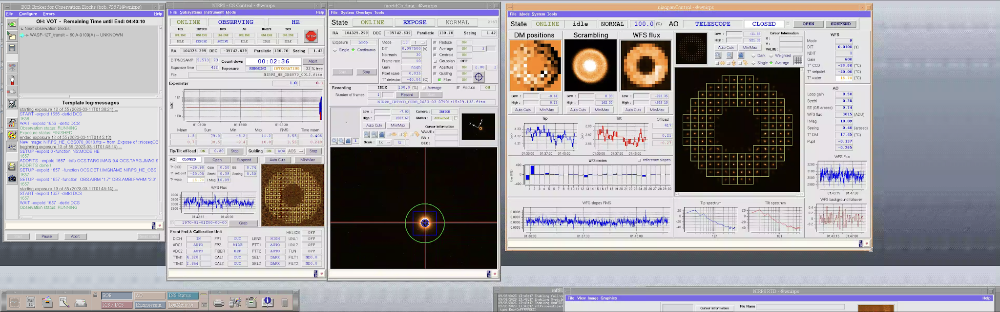 BOB Broker for Observation Blocks (bob_79871@wnirps)
File Configure Errors Help
OH: VOT - Remaining Time until End: 04:40:10
Next observation blocks:
WASP-127_transit -- 60.A-9109(A) -- UNKNOWN
Template log-messages
starting exposure 12 of 55 (2023-03-11T01:38:21) ...
START -expoId 1656 -detId DCS
1656
WAIT -expoId 1656 -detId DCS
Observation status: RUNNING
Exposure status: FINISHED
ended exposure 12 of 55 (2023-03-11T01:45:13)
New image: NIRPS_HE_OBS070_0013.fits -- from .Expose of ::nloseqOE
beginning exposure 13 of 55 (2023-03-11T01:45:14) ...
SETUP -expoId 0 -function INS.MODE HE
1657
ADDFITS -expoId 1657 -info OCS.TARG.IMAG 9.4 OCS.TARG.JMAG 9
ADDFITS done !
SETUP -expoId 1657 -function OCS.DET1.IMGNAME NIRPS_HE_OBS
1657
SETUP -expoId 1657 -function OBS.AIRM "1.7" OBS.AMBI.FWHM "2.0"
starting exposure 13 of 55 (2023-03-11T01:45:14) ...
START -expoId 1657 -detId DCS
1657
WAIT -expoId 1657 -detId DCS
Observation status: RUNNING
Start Pause Abort Reset status
NIRPS - OS Control - @wnirps
File Subsystems Instrument Mode Help
ONLINE OBSERVING HE
ICS IRTCCD DCS AO HARPS TCS
ONLINE ONLINE ONLINE ONLINE ONLINE ONLINE
IDLE EXPOSE ACTIVE IDLE IDLE IDLE
STOP
RA 104325.299 DEC -35742.639 Parallatic 130.70 Seeing 1.42
DIT/NDSAMP 5.573 73 Count-down 00:02:36 Abort
Exposure time 412 Exposure RUNNING INTEGRATING 33 % free
File NIRPS_HE_OBS070_0013.fits
Expometer 1.0 -0.1
(ADU) 1E1 1E0
01:07:30 01:15:00 01:22:30
Mean Sum Min Max RMS Time mean
1.8 79.0 -8.2 11.2 3.55 0.406
0.7 30.5 -9.4 10.0 3.55 0.249
Tip/Tilt off-load ON 0.80 Stop Guiding ON AOS AOS Stop
AO CLOSED Open Suspend Auto Cuts Min/Max
T° CCD -39.90 Gain 0.50 EE 0.74
T° setpoint -40.00 Strehl 0.38 Seeing 0.40
T° water 16.70 I Mag 10.09
WFS Flux
3200
3100
3000
2900
01:42:15 01:46:00
1970-01-01T00-00-00 Grab
Front-End & Calibration Unit HELIOS OFF
DICH IN FP1 OUT LENS HIGH UNL1 OFF
ADC1 AUTO FP2 WIDE PTT1 AUTO UNL2 OFF
ADC2 AUTO FIBER HEF PTT2 AUTO TUN OFF
TTM1 4.320 CAL1 OUT SEL1 DARK FILT1 ND0.0
TTM2 2.864 CAL2 OUT SEL2 DARK FILT2 ND0.0
niortdGuiding - @wnirps
File System Overlays Tools
State ONLINE EXPOSE NORMAL 2167
RA 104325.299 DEC -35742.639 Parallatic 130.70 Seeing 1.42
Exposure Loop
Single Continuous
Start Stop
Mode 13 1
DIT 0.097500 (s)
Nb reads 30
Frame rate 10
Gain high
Pixel scale 0.035
T° detector -40.04 (C)
Reduce ON
Average ON 3
Centroid ON
Gaussian OFF
Aperture ON 2.00 3
Guiding ON
Fiber ON
Recording IDLE 100.0 (%) Average Reduce ON
Number of frames 1 Record
NIRPS_IRTCCD_CUBE_2023-03-07T01:15:29.132.fits
Low : -7.00 Camera : IRTCCD
High : 2037.67 Status : Attached
Auto Cuts Min/Max Cursor Information
VALUE :
RA :
DEC :
1 Scale : 1x 1x
niaopanControl - @wnirps
File Mode System Tools
State ONLINE idle NORMAL 100.0 (%) AO TELESCOPE CLOSED OPEN SUSPEND
DM positions Scrambling WFS flux
Low : -0.14 Low : 0.00 Low : -293.35
High : 0.13 High : 162.00 High : 4923.10
Auto Cuts Min/Max Auto Cuts Min/Max Auto Cuts Min/Max
Low : -11.68 Cursor Information
High : 521.35 X :
Y :
Auto Cuts Min/Max VALUE :
Dark Weighted
Single Average
Tip Tilt Offload
417
0.21
-0.27
4.33 4.32 4.31
2.68 2.67 2.66
01:30:00 01:37:30 01:45:00 01:30:00 01:37:30 01:45:00
WFS modes reference slopes
(nm RMS) 400 0 -400
1 2 3 4 5 6 7 8 9 10 11 12 13 14 15 16 17 18 19 20 21 22 23 24 25 26 27 28 29 30
WFS slopes RMS
0.0008
0.0007
0.0006
0.0005
01:30:00 01:37:30 01:45:00
Tip spectrum Tilt spectrum
20 0 -20 -40
20 0 -20 -40
1E1 1E1
WFS
Mode 9
DIT 0.0100 (s)
NDIT 1
Gain 600
T° CCD -39.90 (°C)
T° setpoint -40.00 (°C)
T° water 16.70 (°C)
AO
Loop gain 0.50
Strehl 0.38
EE (0.5 arcsec) 0.74
WFS flux 3015 (ADU)
I Mag 10.09
Seeing 0.40 (arcsec)
T° DM 17.45 (°C)
Pupil -0.137
-0.265
WFS Flux
3200
3100
3000
2900
01:43:15 01:47:00
WFS background follower
0.4
0.2
0.0
-0.2
-0.4
01:43:15 01:47:00
Mar 11
BOB AO INS Status
ICS / DCS Engineering LogMonitor
09/03/2023 13:48:17 Enabling full-co
09/03/2023 13:48:17 Enabling X-style
09/03/2023 13:48:17 Enabling NewFBS
09/03/2023 13:48:17 rfbProcessClien
type Enc(0xFFFFFECC)
NIRPS RTD - @wnirps
File View Image Graphics Help
Cursor Information File Name